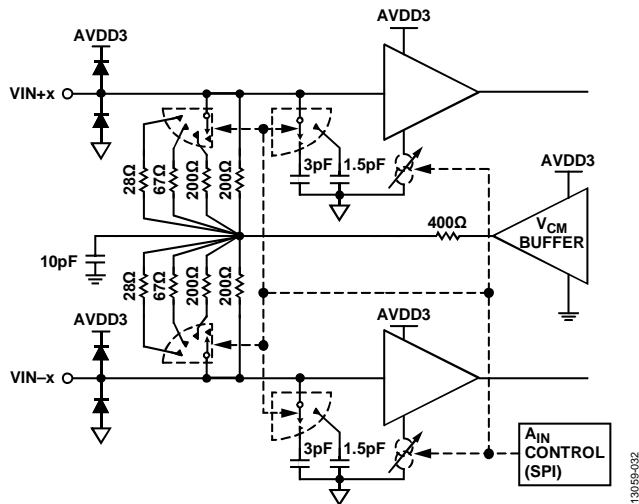 AVDD3
AVDD3
VIN+x
AVDD3
28Ω
67Ω
200Ω
200Ω
3pF
1.5pF
400Ω
VCM
BUFFER
10pF
28Ω
67Ω
200Ω
200Ω
AVDD3
AVDD3
VIN–x
3pF
1.5pF
AIN
CONTROL
(SPI)
13059-032